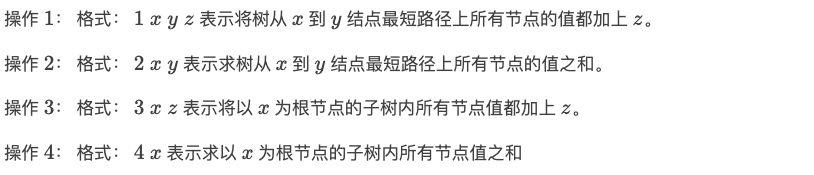 操作 1： 格式： 1 x y z 表示将树从 x 到 y 结点最短路径上所有节点的值都加上 z。
操作 2： 格式： 2 x y 表示求树从 x 到 y 结点最短路径上所有节点的值之和。
操作 3： 格式： 3 x z 表示将以 x 为根节点的子树内所有节点值都加上 z。
操作 4： 格式： 4 x 表示求以 x 为根节点的子树内所有节点值之和